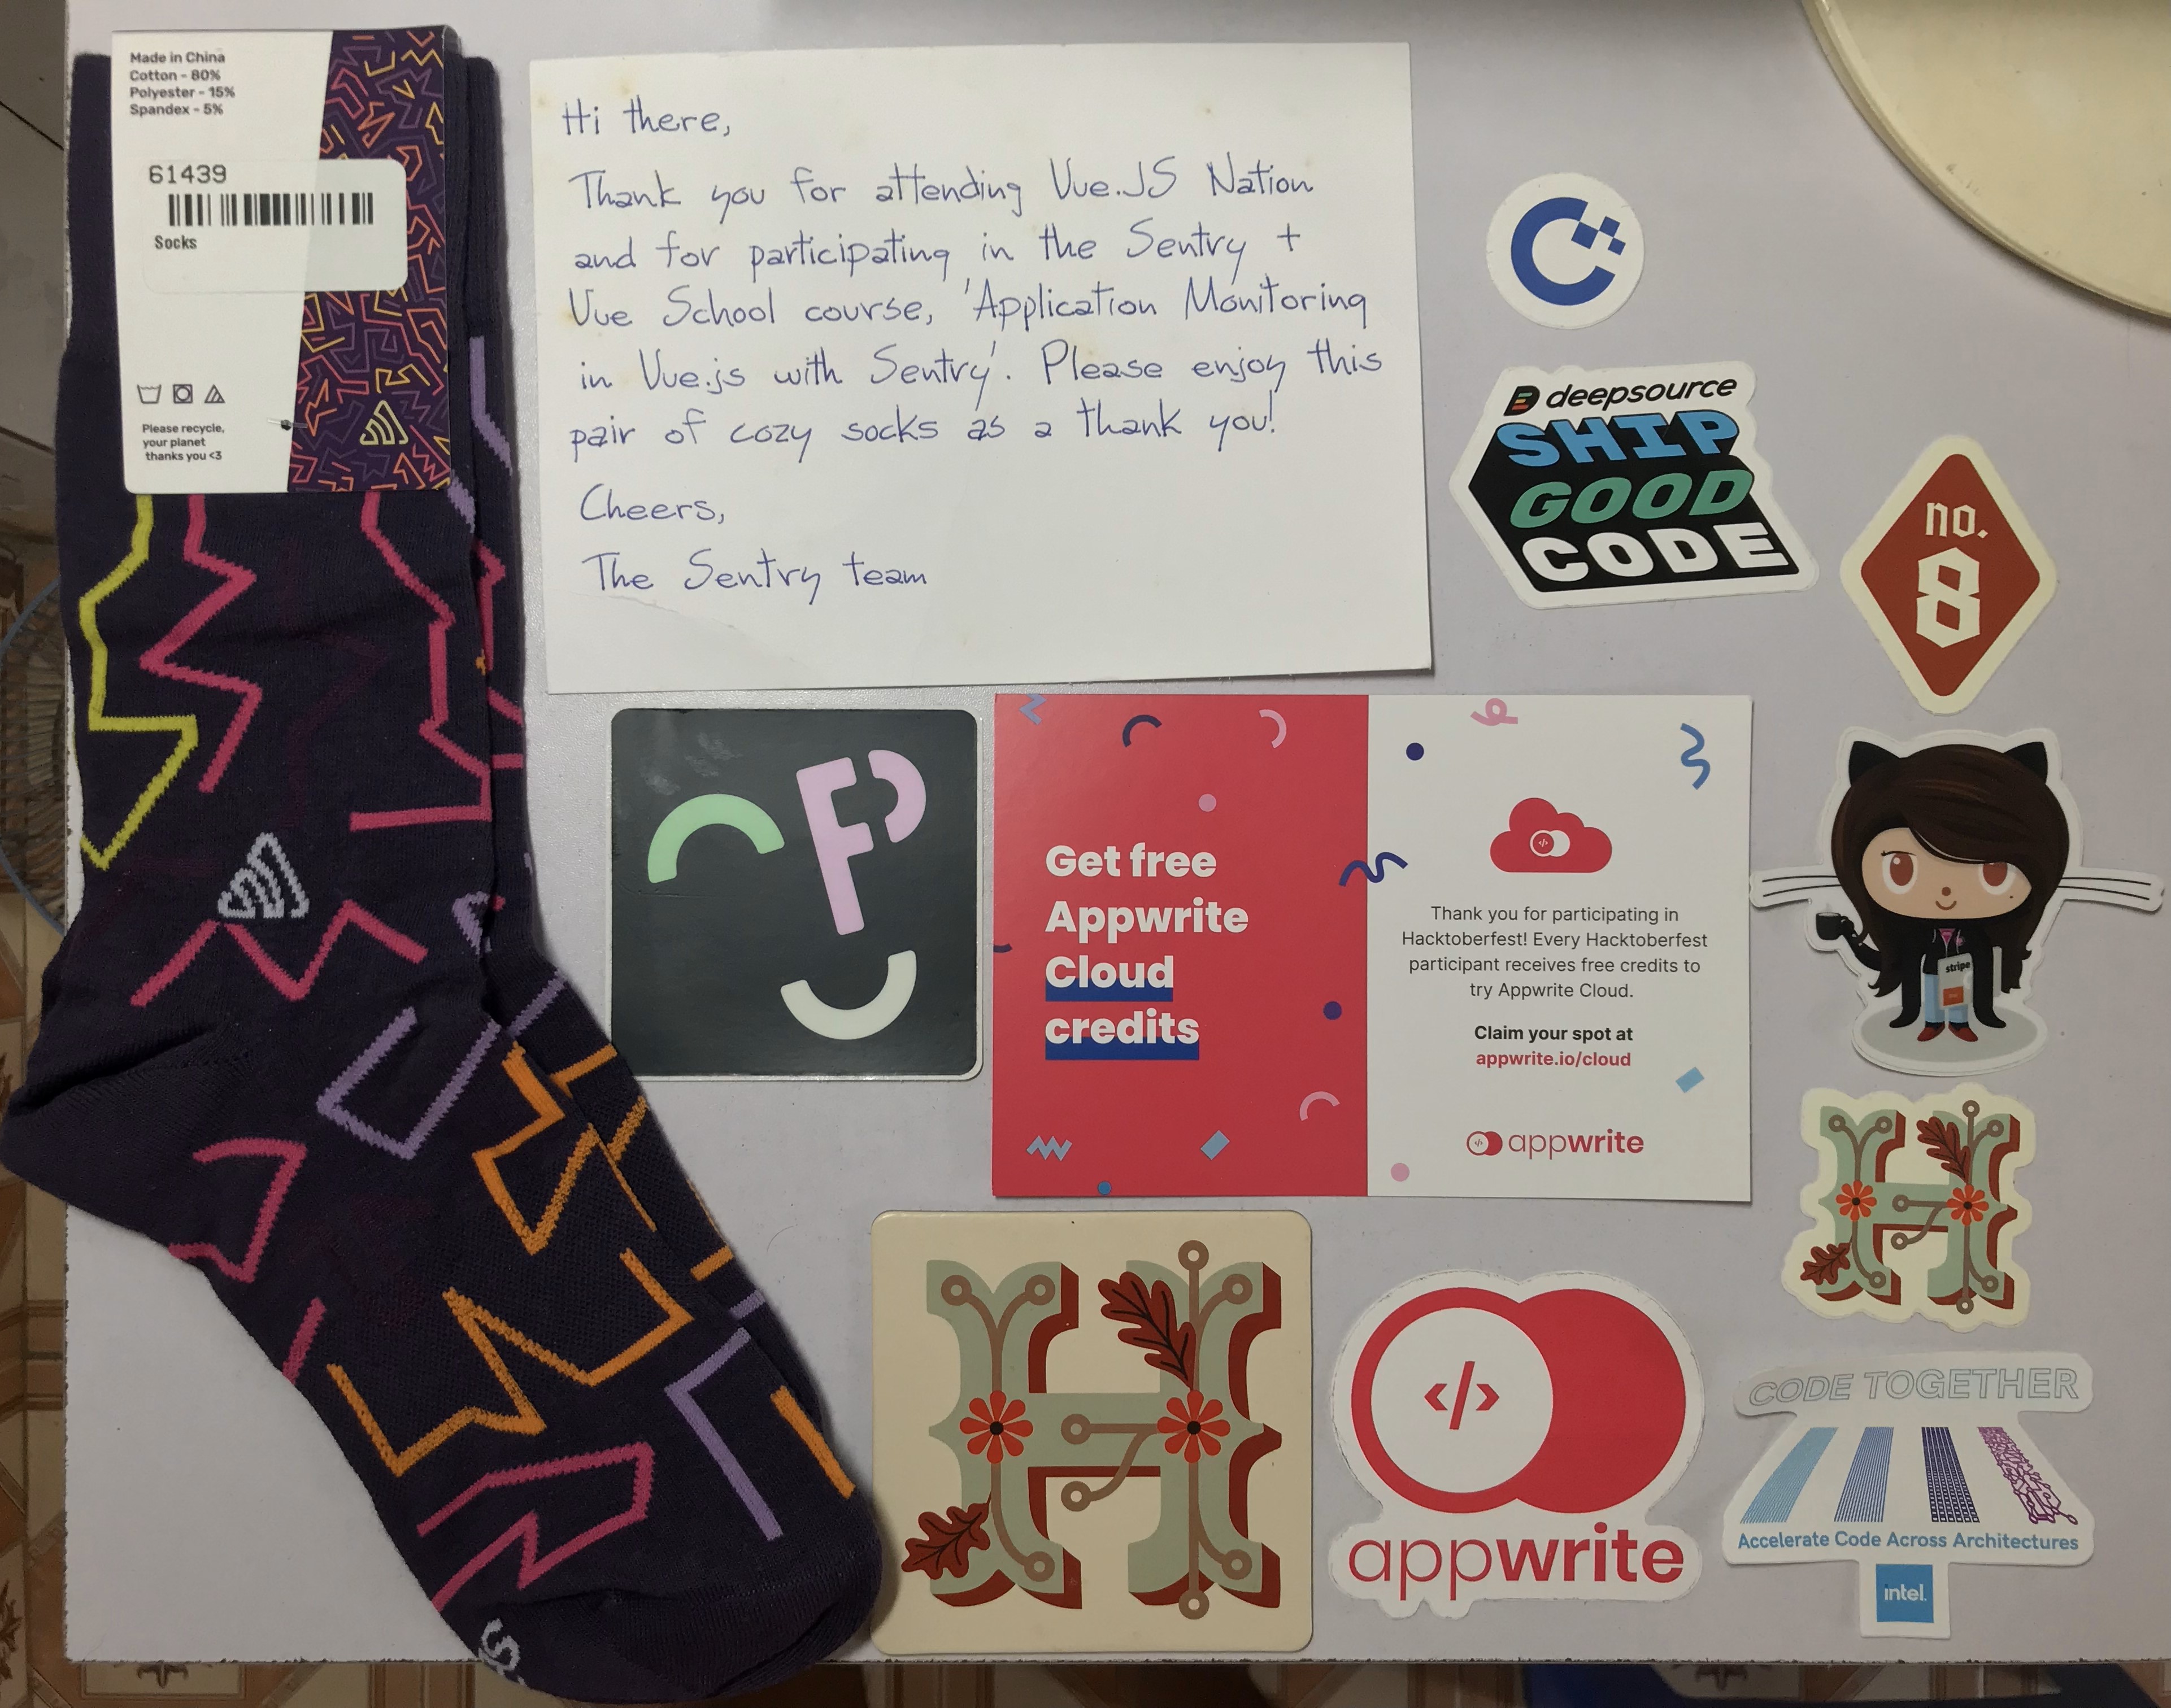 Made in China
Cotton - 80%
Polyester - 15%
Spandex - 5%
61439
Socks
Please recycle,
your planet
thanks you <3
Hi there,
Thank you for attending Vue.JS Nation
and for participating in the Sentry +
Vue School course, 'Application Monitoring
in Vue.js with Sentry'. Please enjoy this
pair of cozy socks as a thank you!
Cheers,
The Sentry team
deepsource
SHIP
GOOD
CODE
no.
8
Get free
Appwrite
Cloud
credits
Thank you for participating in
Hacktoberfest! Every Hacktoberfest
participant receives free credits to
try Appwrite Cloud.
Claim your spot at
appwrite.io/cloud
appwrite
stripe
H
H
</>
appwrite
CODE TOGETHER
Accelerate Code Across Architectures
intel.